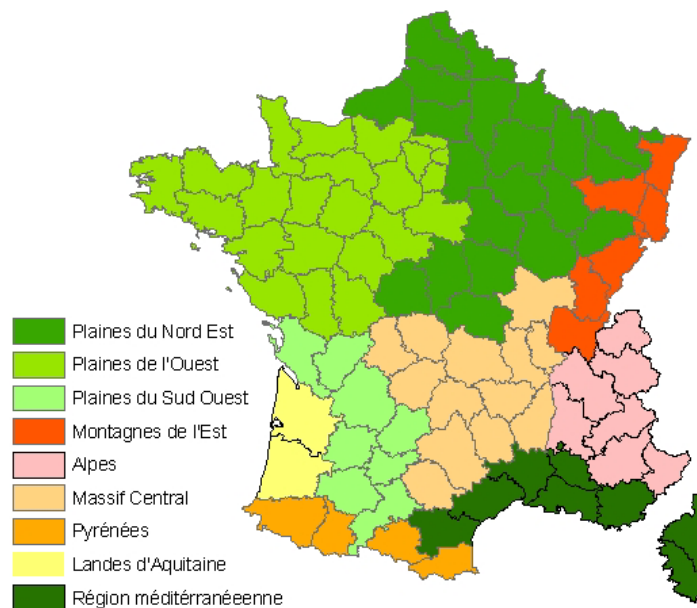 Plaines du Nord Est
Plaines de l'Ouest
Plaines du Sud Ouest
Montagnes de l'Est
Alpes
Massif Central
Pyrénées
Landes d'Aquitaine
Région méditérranéeenne